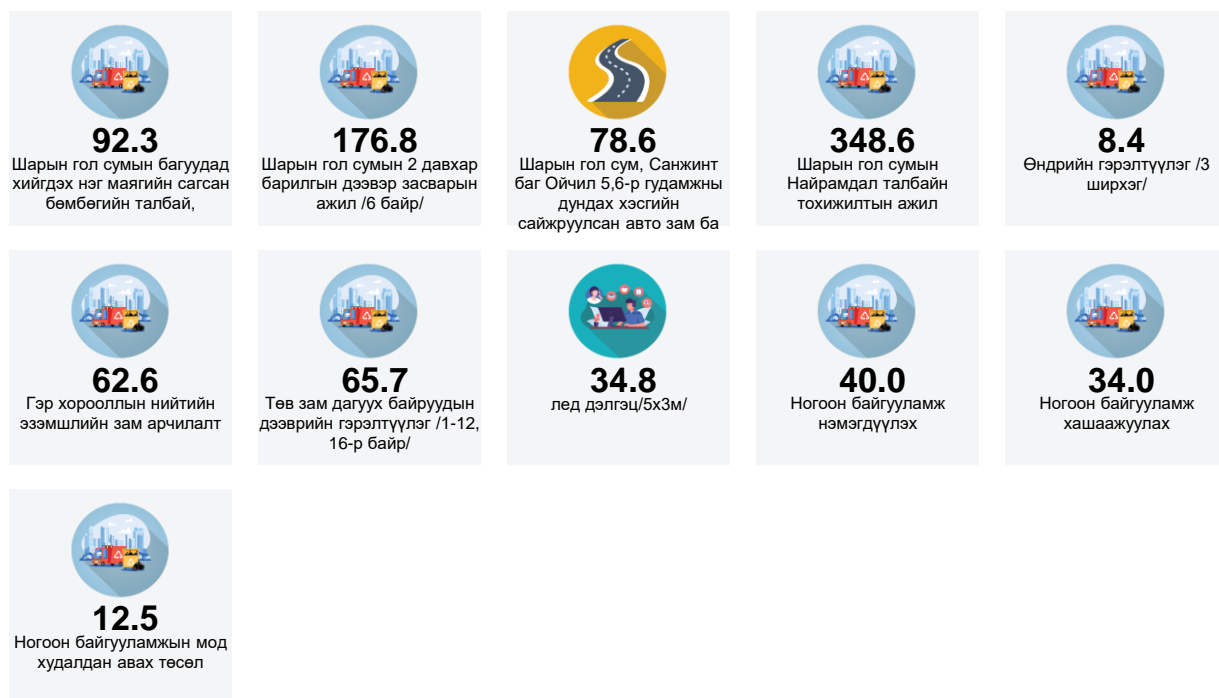 92.3
Шарын гол сумын багуудад
хийгдэх нэг маягийн сагсан
бөмбөгийн талбай,
176.8
Шарын гол сумын 2 давхар
барилгын дээвэр засварын
ажил /6 байр/
78.6
Шарын гол сум, Санжинт
баг Ойчил 5,6-р гудамжны
дундах хэсгийн
сайжруулсан авто зам ба
348.6
Шарын гол сумын
Найрамдал талбайн
тохижилтын ажил
8.4
Өндрийн гэрэлтүүлэг /3
ширхэг/
62.6
Гэр хорооллын нийтийн
эзэмшлийн зам арчилалт
65.7
Төв зам дагуух байруудын
дээврийн гэрэлтүүлэг /1-12,
16-р байр/
34.8
лед дэлгэц/5х3м/
40.0
Ногоон байгууламж
нэмэгдүүлэх
34.0
Ногоон байгууламж
хашаажуулах
12.5
Ногоон байгууламжын мод
худалдан авах төсөл